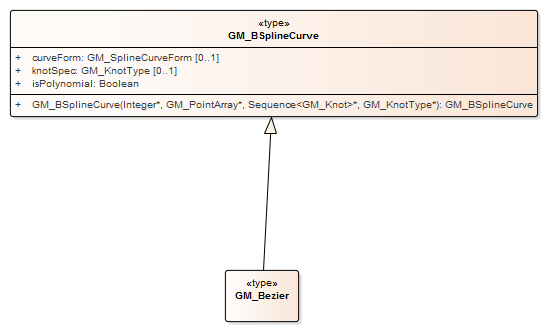 «type»
GM_BSplineCurve
+ curveForm: GM_SplineCurveForm [0..1]
+ knotSpec: GM_KnotType [0..1]
+ isPolynomial: Boolean
+ GM_BSplineCurve(Integer*, GM_PointArray*, Sequence<GM_Knot>*, GM_KnotType*): GM_BSplineCurve
«type»
GM_Bezier